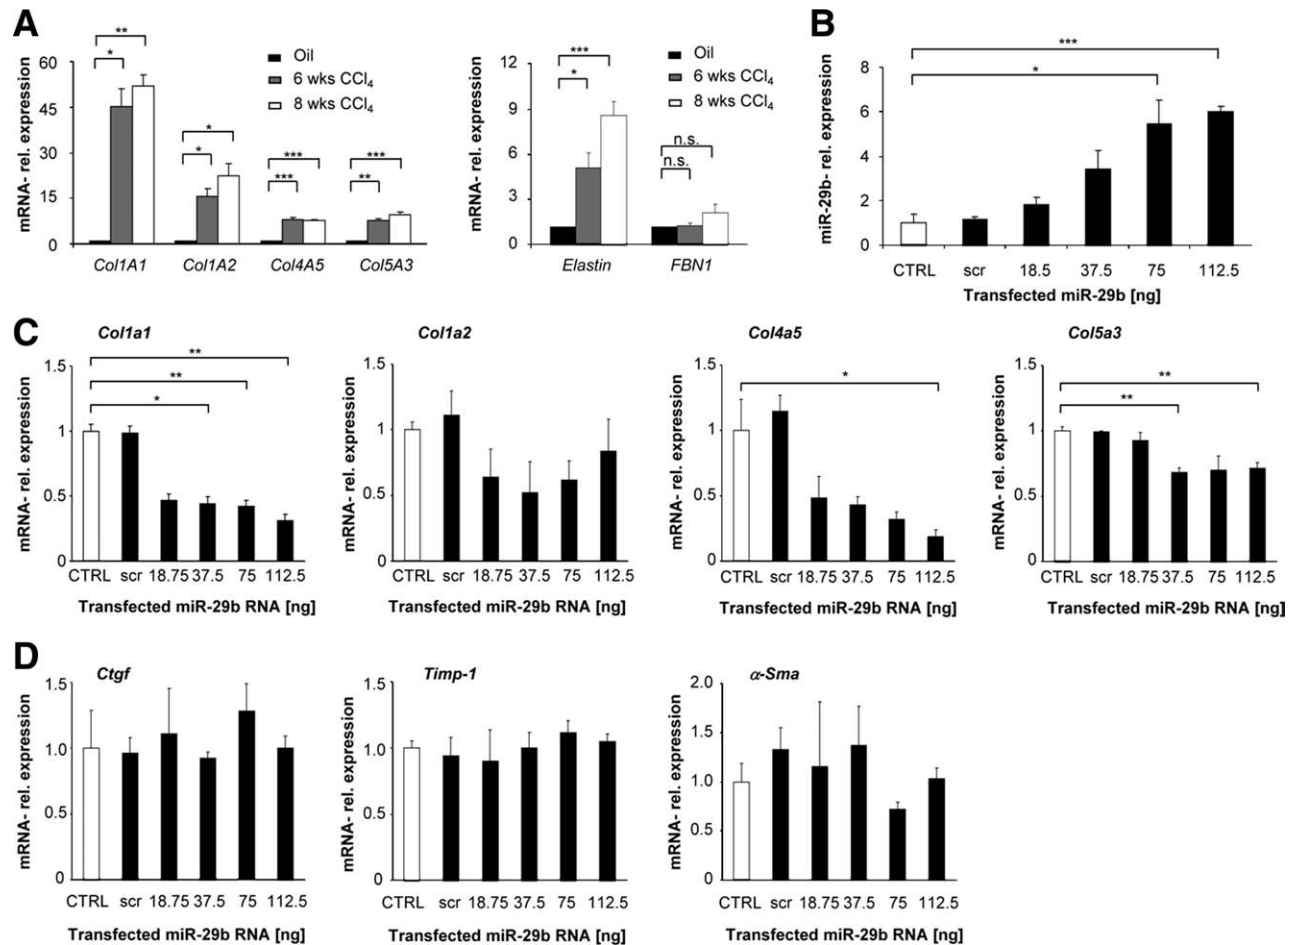 A
mRNA- rel. expression
60
45
30
15
0
**
*
*
*
***
***
***
**
Oil
6 wks CCl4
8 wks CCl4
Col1A1 Col1A2 Col4A5 Col5A3
mRNA- rel. expression
12
9
6
3
0
***
*
n.s.
n.s.
Oil
6 wks CCl4
8 wks CCl4
Elastin FBN1
B
miR-29b- rel. expression
8
6
4
2
0
***
*
CTRL scr 18.5 37.5 75 112.5
Transfected miR-29b [ng]
C
Col1a1
mRNA- rel. expression
1.5
1
0.5
0
**
**
*
CTRL scr 18.75 37.5 75 112.5
Transfected miR-29b RNA [ng]
Col1a2
mRNA- rel. expression
1.5
1
0.5
0
CTRL scr 18.75 37.5 75 112.5
Transfected miR-29b RNA [ng]
Col4a5
mRNA- rel. expression
1.5
1
0.5
0
*
CTRL scr 18.75 37.5 75 112.5
Transfected miR-29b RNA [ng]
Col5a3
mRNA- rel. expression
1.5
1
0.5
0
**
**
CTRL scr 18.75 37.5 75 112.5
Transfected miR-29b RNA [ng]
D
Ctgf
mRNA- rel. expression
1.5
1.0
0.5
0
CTRL scr 18.75 37.5 75 112.5
Transfected miR-29b RNA [ng]
Timp-1
mRNA- rel. expression
1.5
1.0
0.5
0
CTRL scr 18.75 37.5 75 112.5
Transfected miR-29b RNA [ng]
α-Sma
mRNA- rel. expression
2.0
1.5
1.0
0.5
0
CTRL scr 18.75 37.5 75 112.5
Transfected miR-29b RNA [ng]